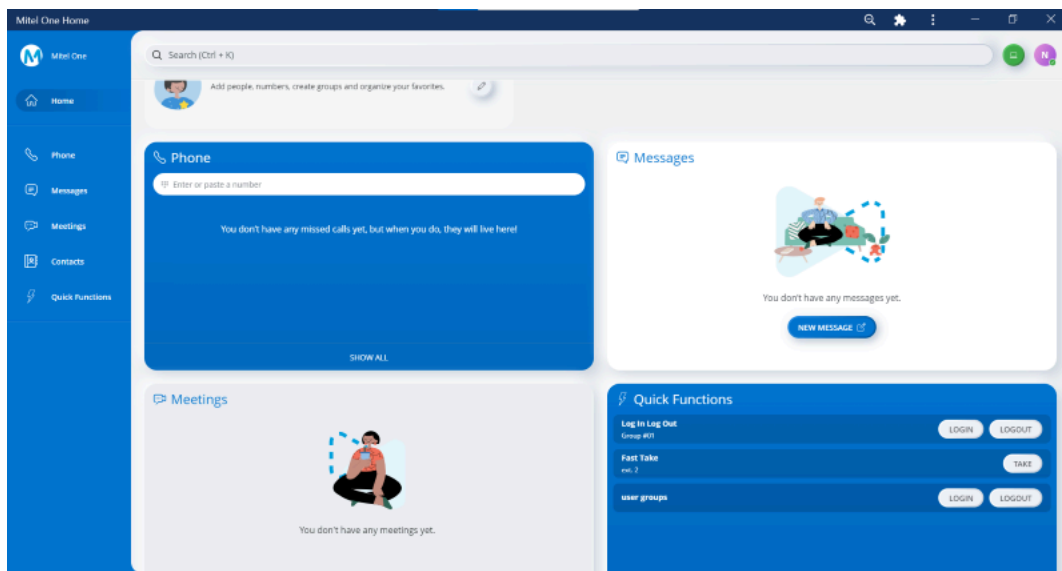 Mitel One Home
Mitel One
Search (Ctrl + K)
N
Add people, numbers, create groups and organize your favorites.
Home
Phone
Messages
Meetings
Contacts
Quick Functions
Phone
Enter or paste a number
You don't have any missed calls yet, but when you do, they will live here!
SHOW ALL
Messages
You don't have any messages yet.
NEW MESSAGE
Meetings
You don't have any meetings yet.
Quick Functions
Log In Log Out
Group #01
LOGIN LOGOUT
Fast Take
ext. 2
TAKE
user groups
LOGIN LOGOUT